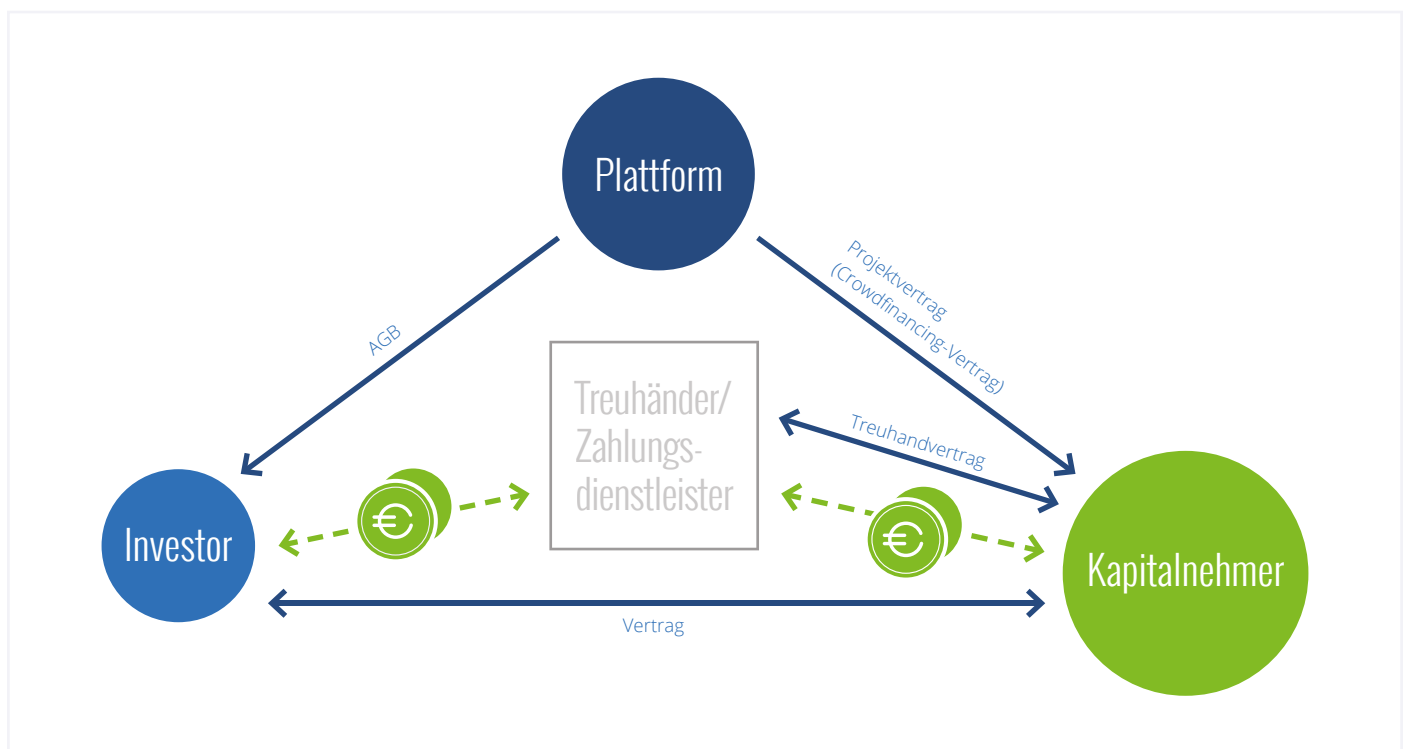 Plattform
AGB
Projektvertrag
(Crowdfinancing-Vertrag)
Treuhänder/
Zahlungs-
dienstleister
Treuhandvertrag
Investor
€
€
Kapitalnehmer
Vertrag